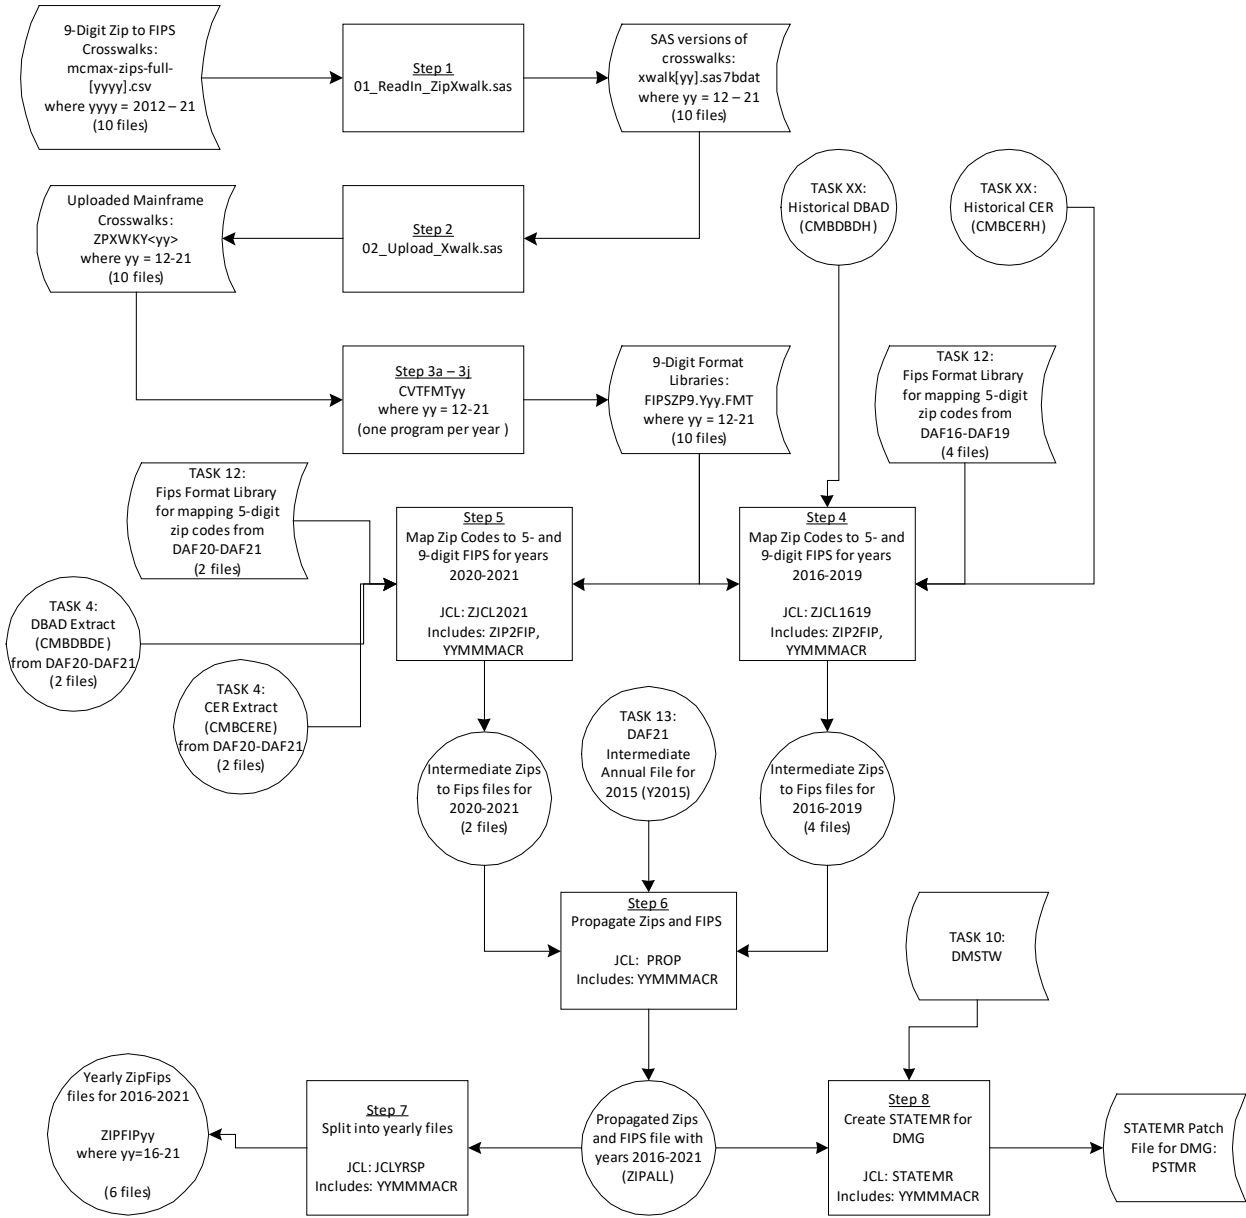 9-Digit Zip to FIPS
Crosswalks:
mcmax-zips-full-
[yyyy].csv
where yyyy = 2012 – 21
(10 files)
Step 1
01_ReadIn_ZipXwalk.sas
SAS versions of
crosswalks:
xwalk[yy].sas7bdat
where yy = 12 – 21
(10 files)
Uploaded Mainframe
Crosswalks:
ZPXWKY<yy>
where yy = 12-21
(10 files)
Step 2
02_Upload_Xwalk.sas
TASK XX:
Historical DBAD
(CMBDBDH)
TASK XX:
Historical CER
(CMBCERH)
Step 3a – 3j
CVTFMTyy
where yy = 12-21
(one program per year )
9-Digit Format
Libraries:
FIPSZP9.Yyy.FMT
where yy = 12-21
(10 files)
TASK 12:
Fips Format Library
for mapping 5-digit
zip codes from
DAF16-DAF19
(4 files)
TASK 12:
Fips Format Library
for mapping 5-digit
zip codes from
DAF20-DAF21
(2 files)
Step 5
Map Zip Codes to 5- and
9-digit FIPS for years
2020-2021
JCL: ZJCL2021
Includes: ZIP2FIP,
YYMMMACR
Step 4
Map Zip Codes to 5- and
9-digit FIPS for years
2016-2019
JCL: ZJCL1619
Includes: ZIP2FIP,
YYMMMACR
TASK 4:
DBAD Extract
(CMBDBDE)
from DAF20-DAF21
(2 files)
TASK 4:
CER Extract
(CMBCERE)
from DAF20-DAF21
(2 files)
Intermediate Zips
to Fips files for
2020-2021
(2 files)
TASK 13:
DAF21
Intermediate
Annual File for
2015 (Y2015)
Intermediate Zips
to Fips files for
2016-2019
(4 files)
Step 6
Propagate Zips and FIPS
JCL: PROP
Includes: YYMMMACR
TASK 10:
DMSTW
Yearly ZipFips
files for 2016-2021
ZIPFIPyy
where yy=16-21
(6 files)
Step 7
Split into yearly files
JCL: JCLYRSP
Includes: YYMMMACR
Propagated Zips
and FIPS file with
years 2016-2021
(ZIPALL)
Step 8
Create STATEMR for
DMG
JCL: STATEMR
Includes: YYMMMACR
STATEMR Patch
File for DMG:
PSTMR